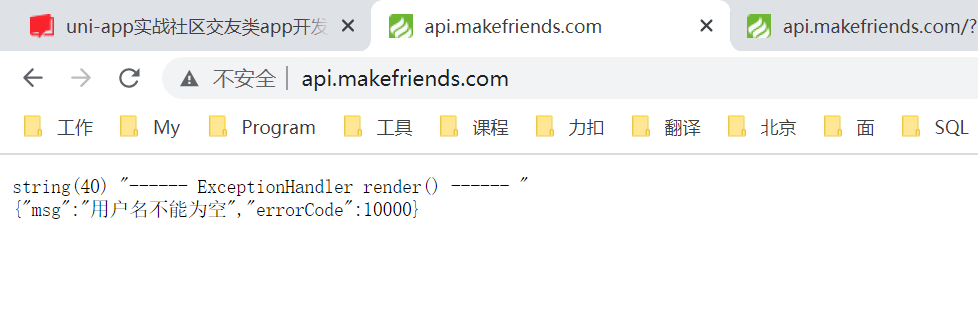 uni-app实战社区交友类app开发
api.makefriends.com
api.makefriends.com/?
不安全 api.makefriends.com
工作 My Program 工具 课程 力扣 翻译 北京 面 SQL
string(40) "------ ExceptionHandler render() ------ "
{"msg":"用户名不能为空","errorCode":10000}